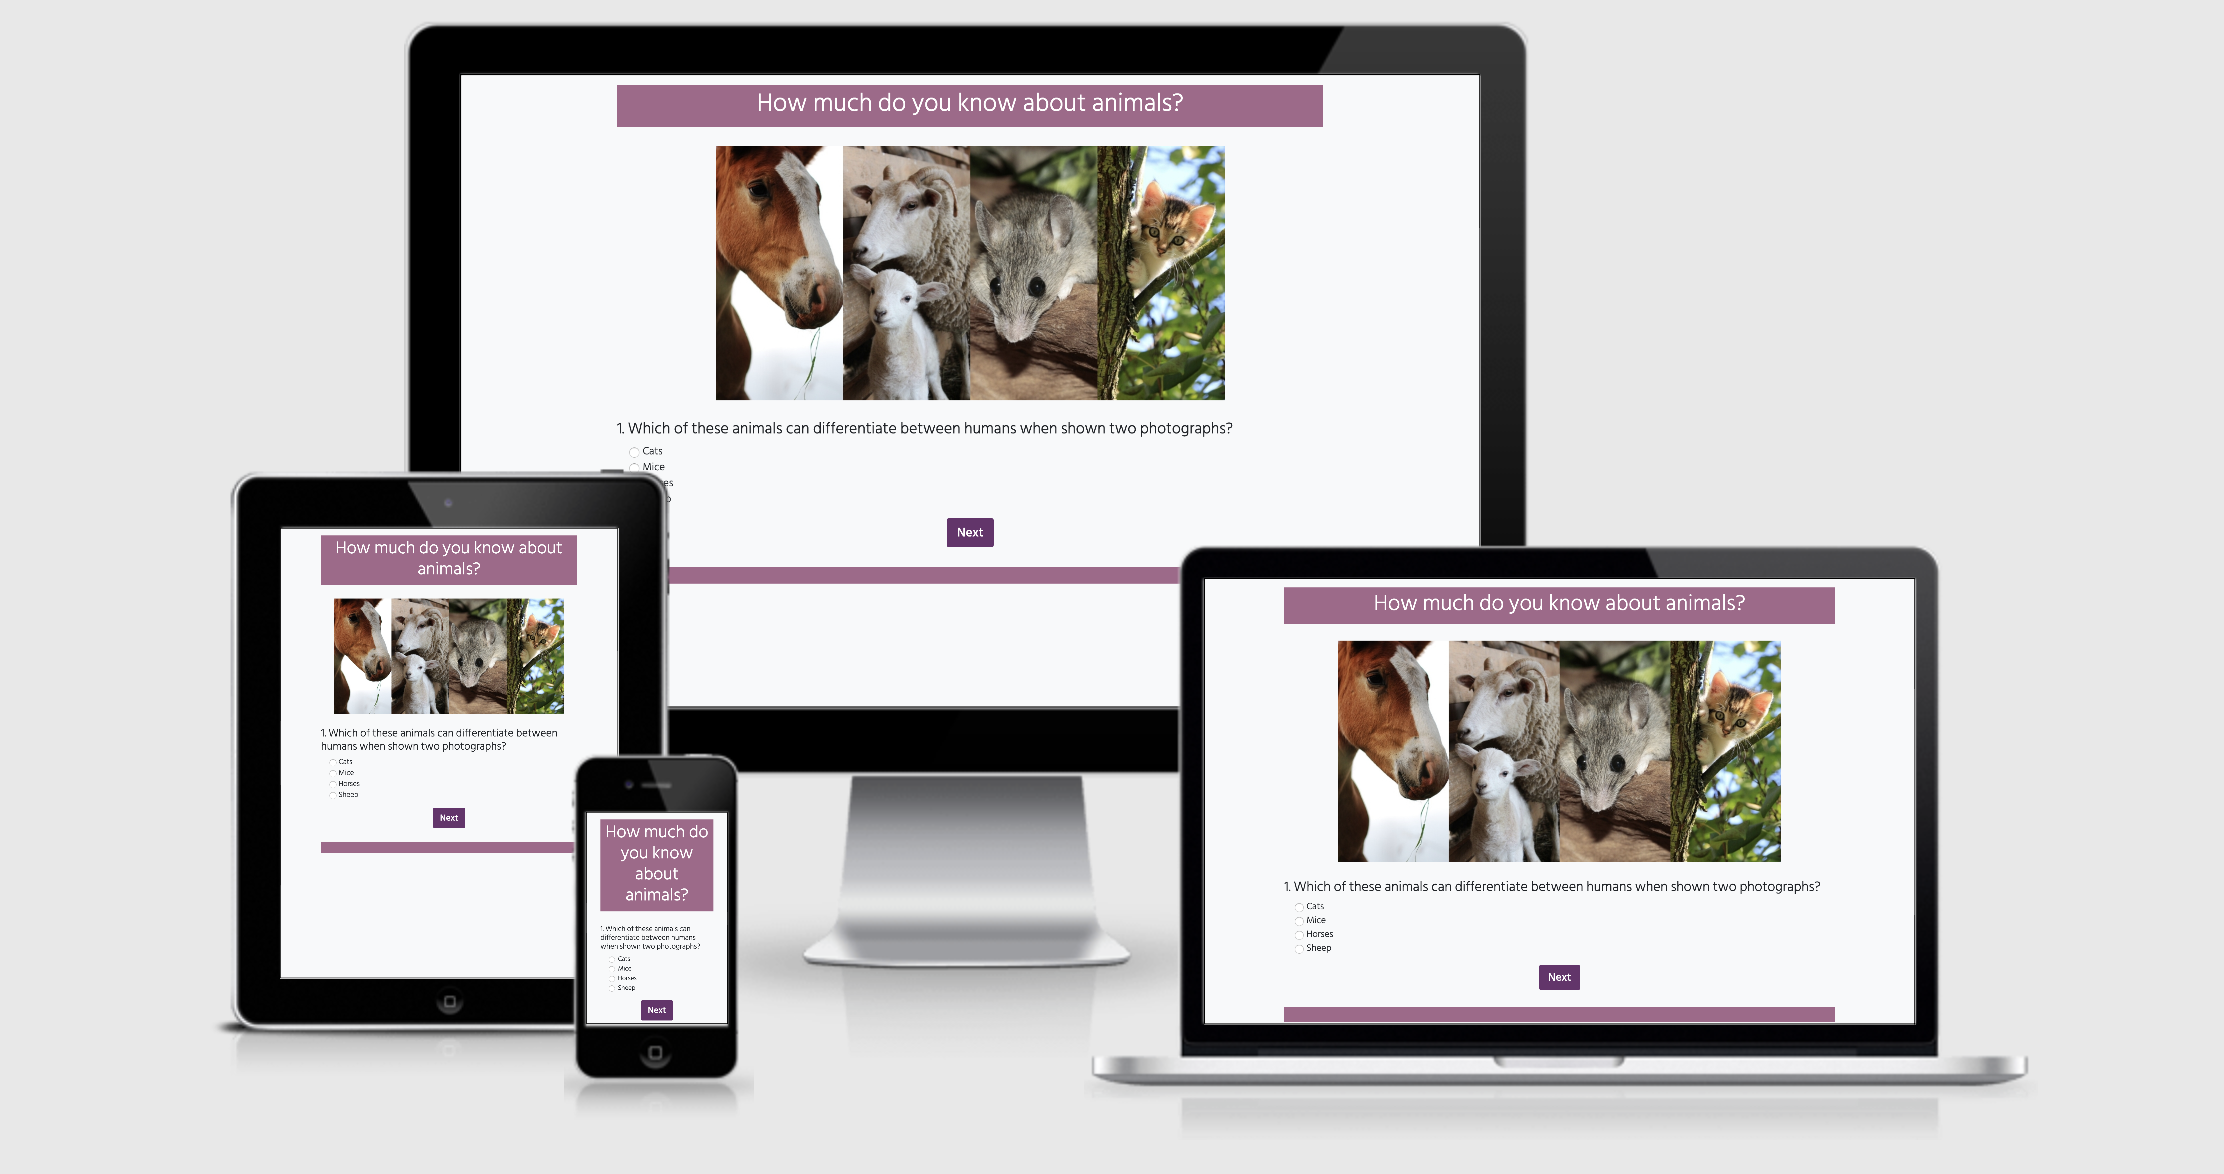 How much do you know about animals?
1. Which of these animals can differentiate between humans when shown two photographs?
Cats
Mice
Next
How much do you know about
animals?
1. Which of these animals can differentiate between
humans when shown two photographs?
Cats
Mice
Horses
Sheep
Next
How much do
you know
about
animals?
1. Which of these animals can
differentiate between humans
when shown two photographs?
Cats
Mice
Horses
Sheep
Next
How much do you know about animals?
1. Which of these animals can differentiate between humans when shown two photographs?
Cats
Mice
Horses
Sheep
Next